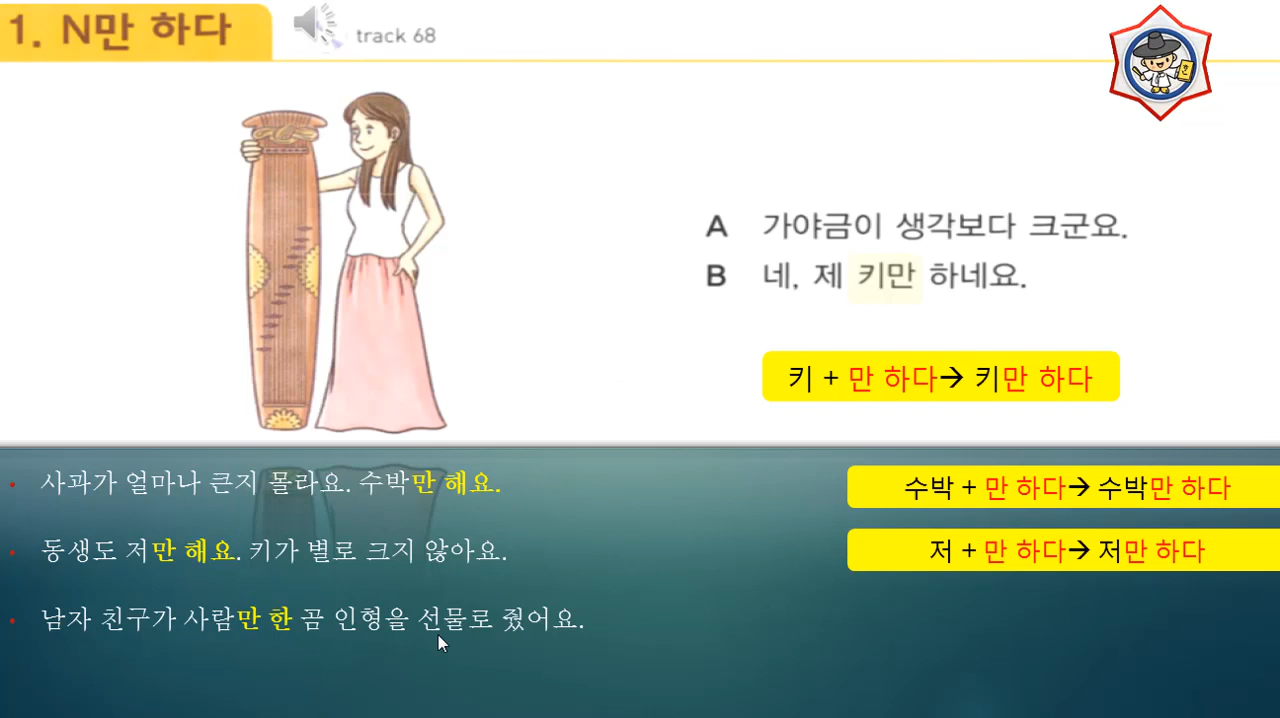 1. N만 하다
track 68
A 가야금이 생각보다 크군요.
B 네, 제 키만 하네요.
키 + 만 하다→ 키만 하다
• 사과가 얼마나 큰지 몰라요. 수박만 해요.
수박 + 만 하다→ 수박만 하다
• 동생도 저만 해요. 키가 별로 크지 않아요.
저 + 만 하다→ 저만 하다
• 남자 친구가 사람만 한 곰 인형을 선물로 줬어요.